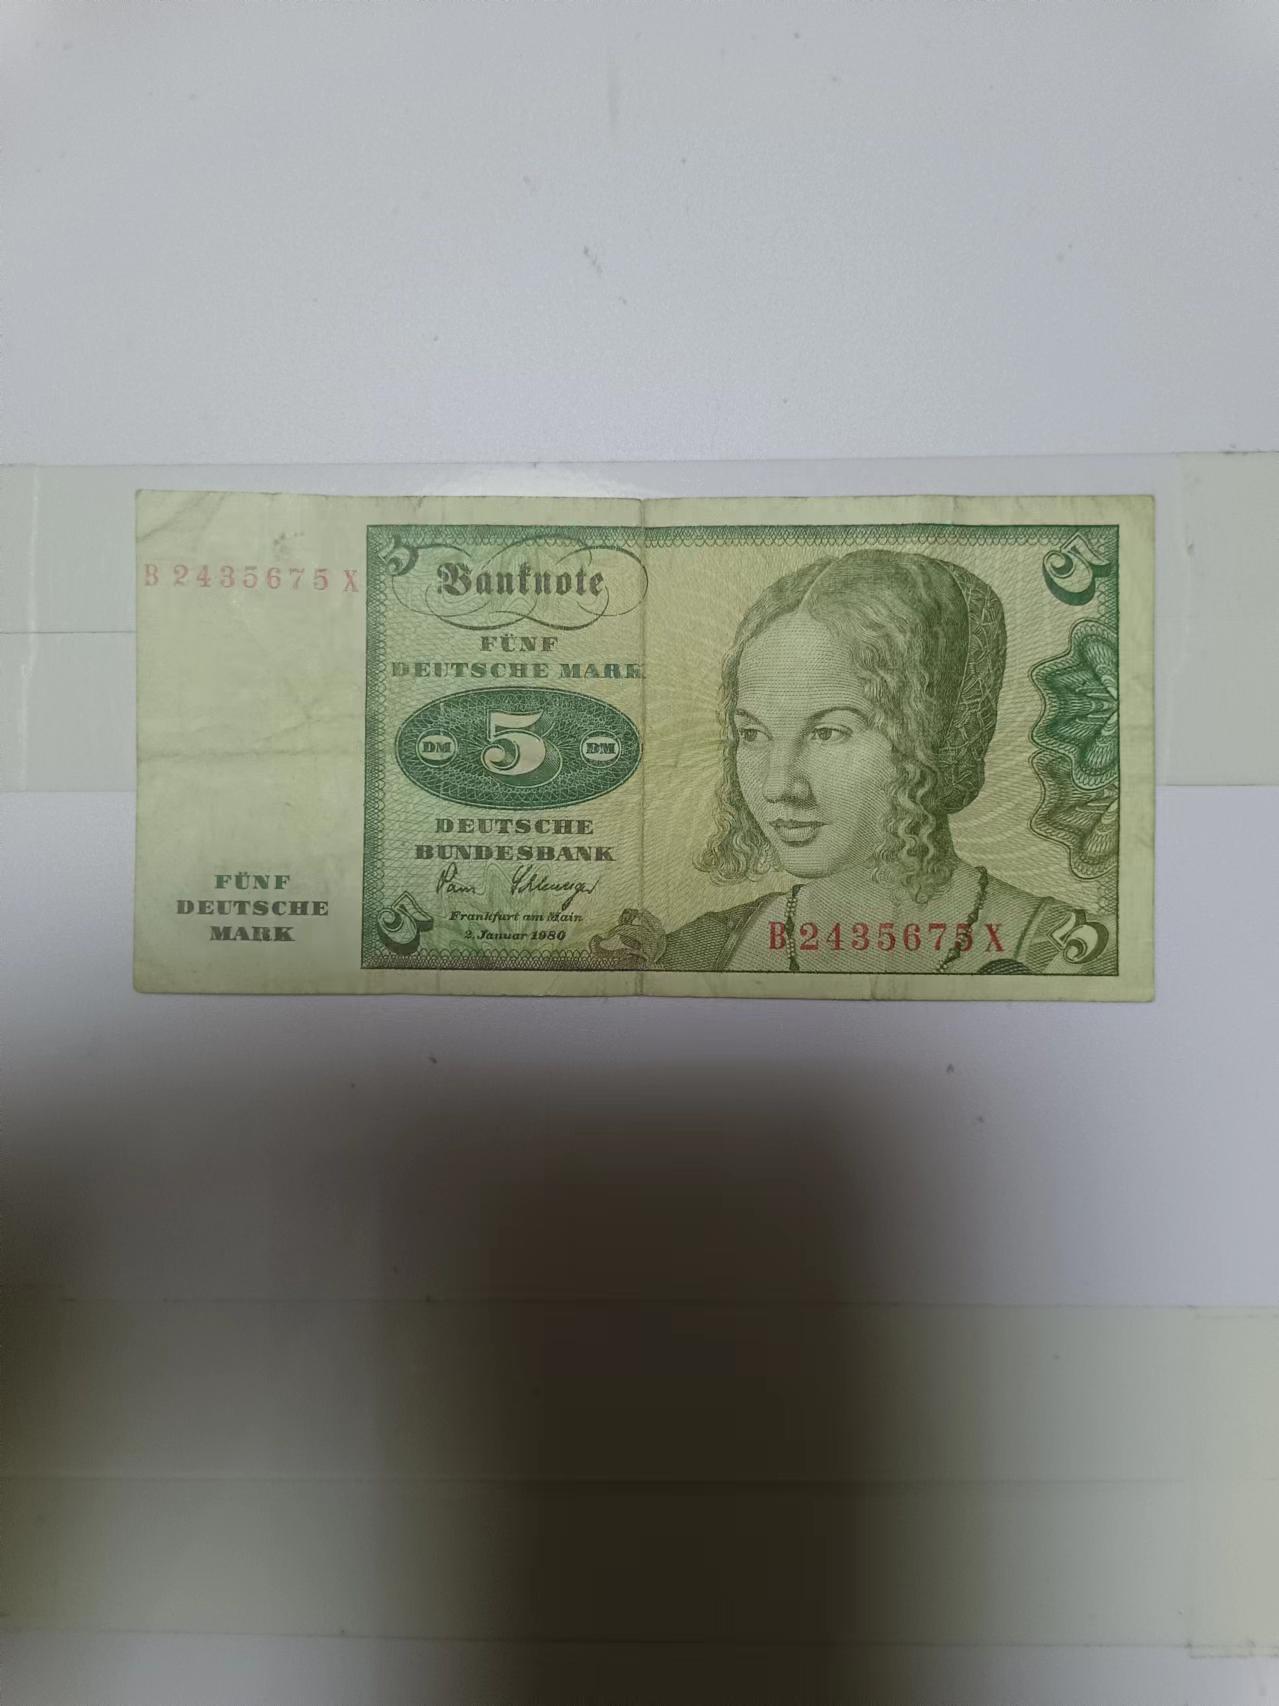 5
Banknote
5
B 2435675 X
FÜNF
DEUTSCHE MARK
DM 5 DM
DEUTSCHE
BUNDESBANK
FÜNF
DEUTSCHE
MARK
Frankfurt am Main
2. Januar 1980
5
B 2435675 X
5